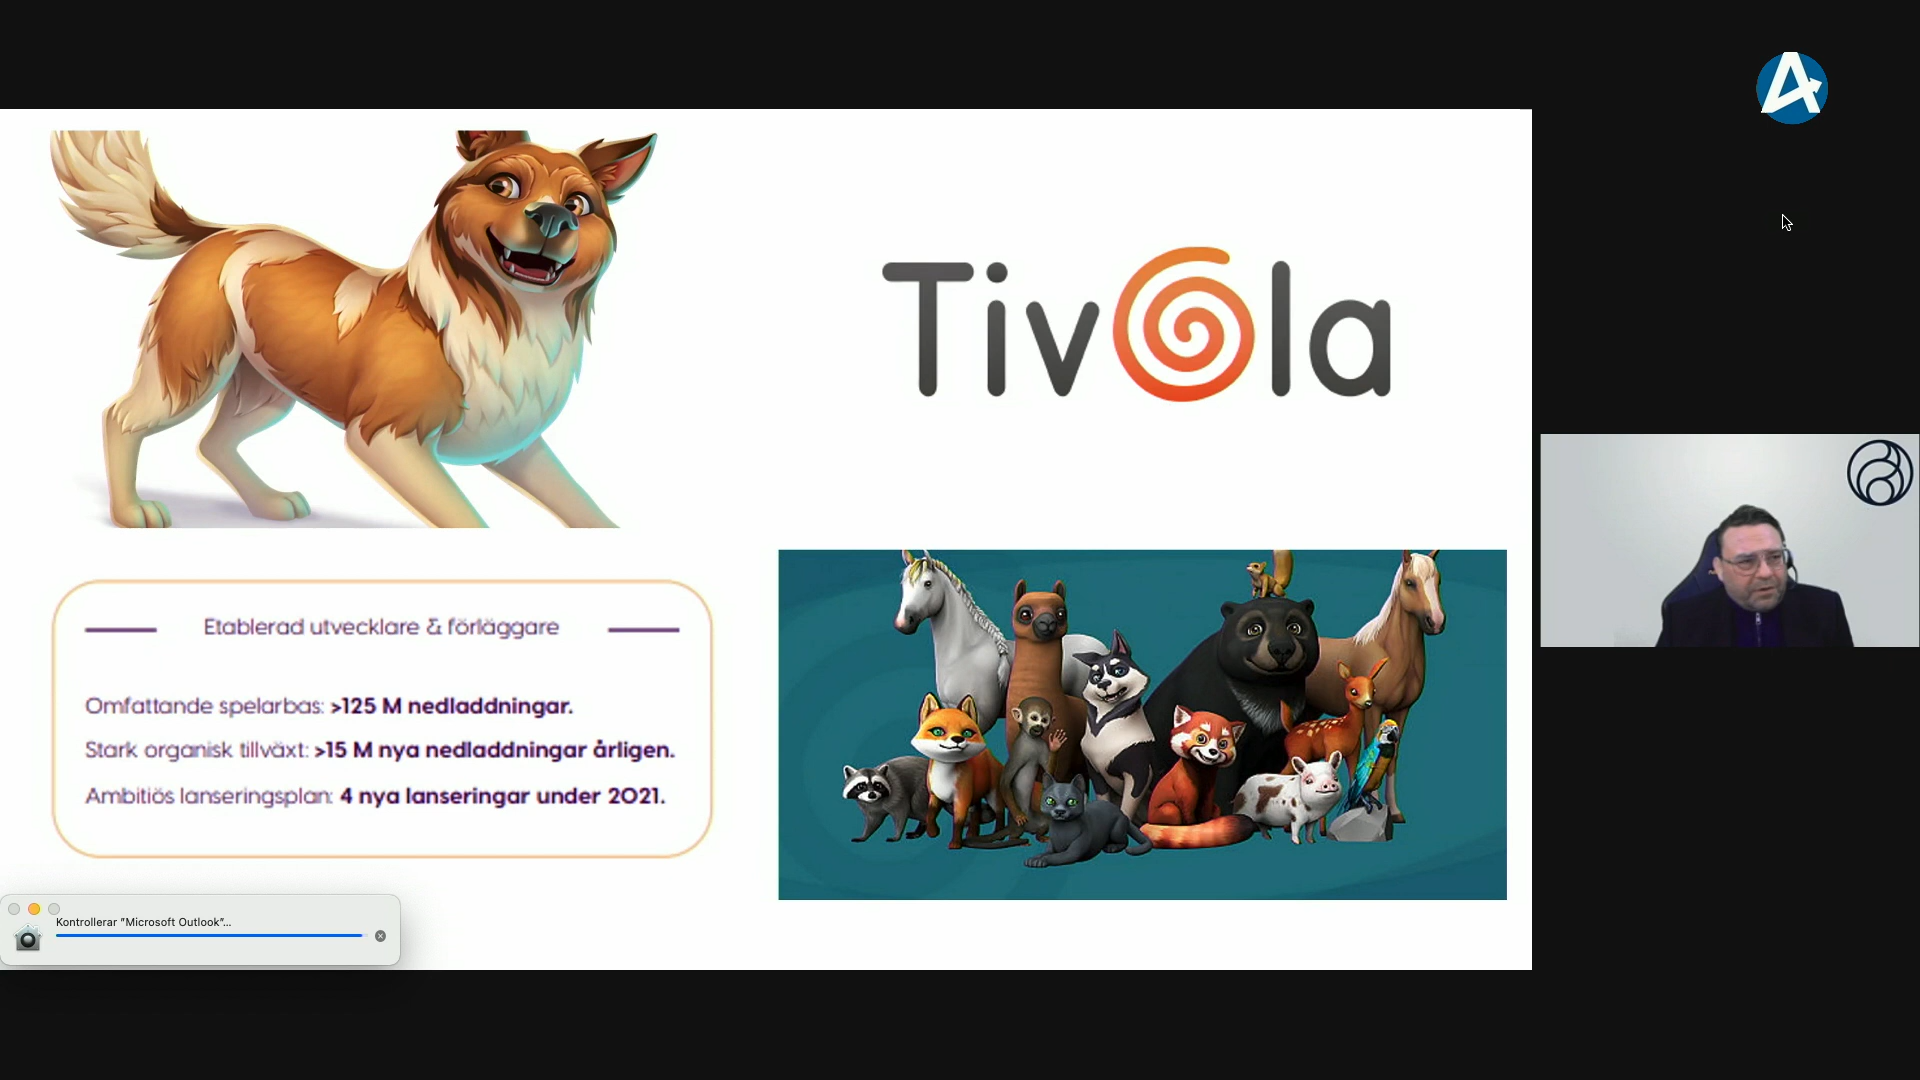 Tivola
Etablerad utvecklare & förläggare
Omfattande spelarbas: >125 M nedladdningar.
Stark organisk tillväxt: >15 M nya nedladdningar årligen.
Ambitiös lanseringsplan: 4 nya lanseringar under 2021.
Kontrollerar ”Microsoft Outlook”...